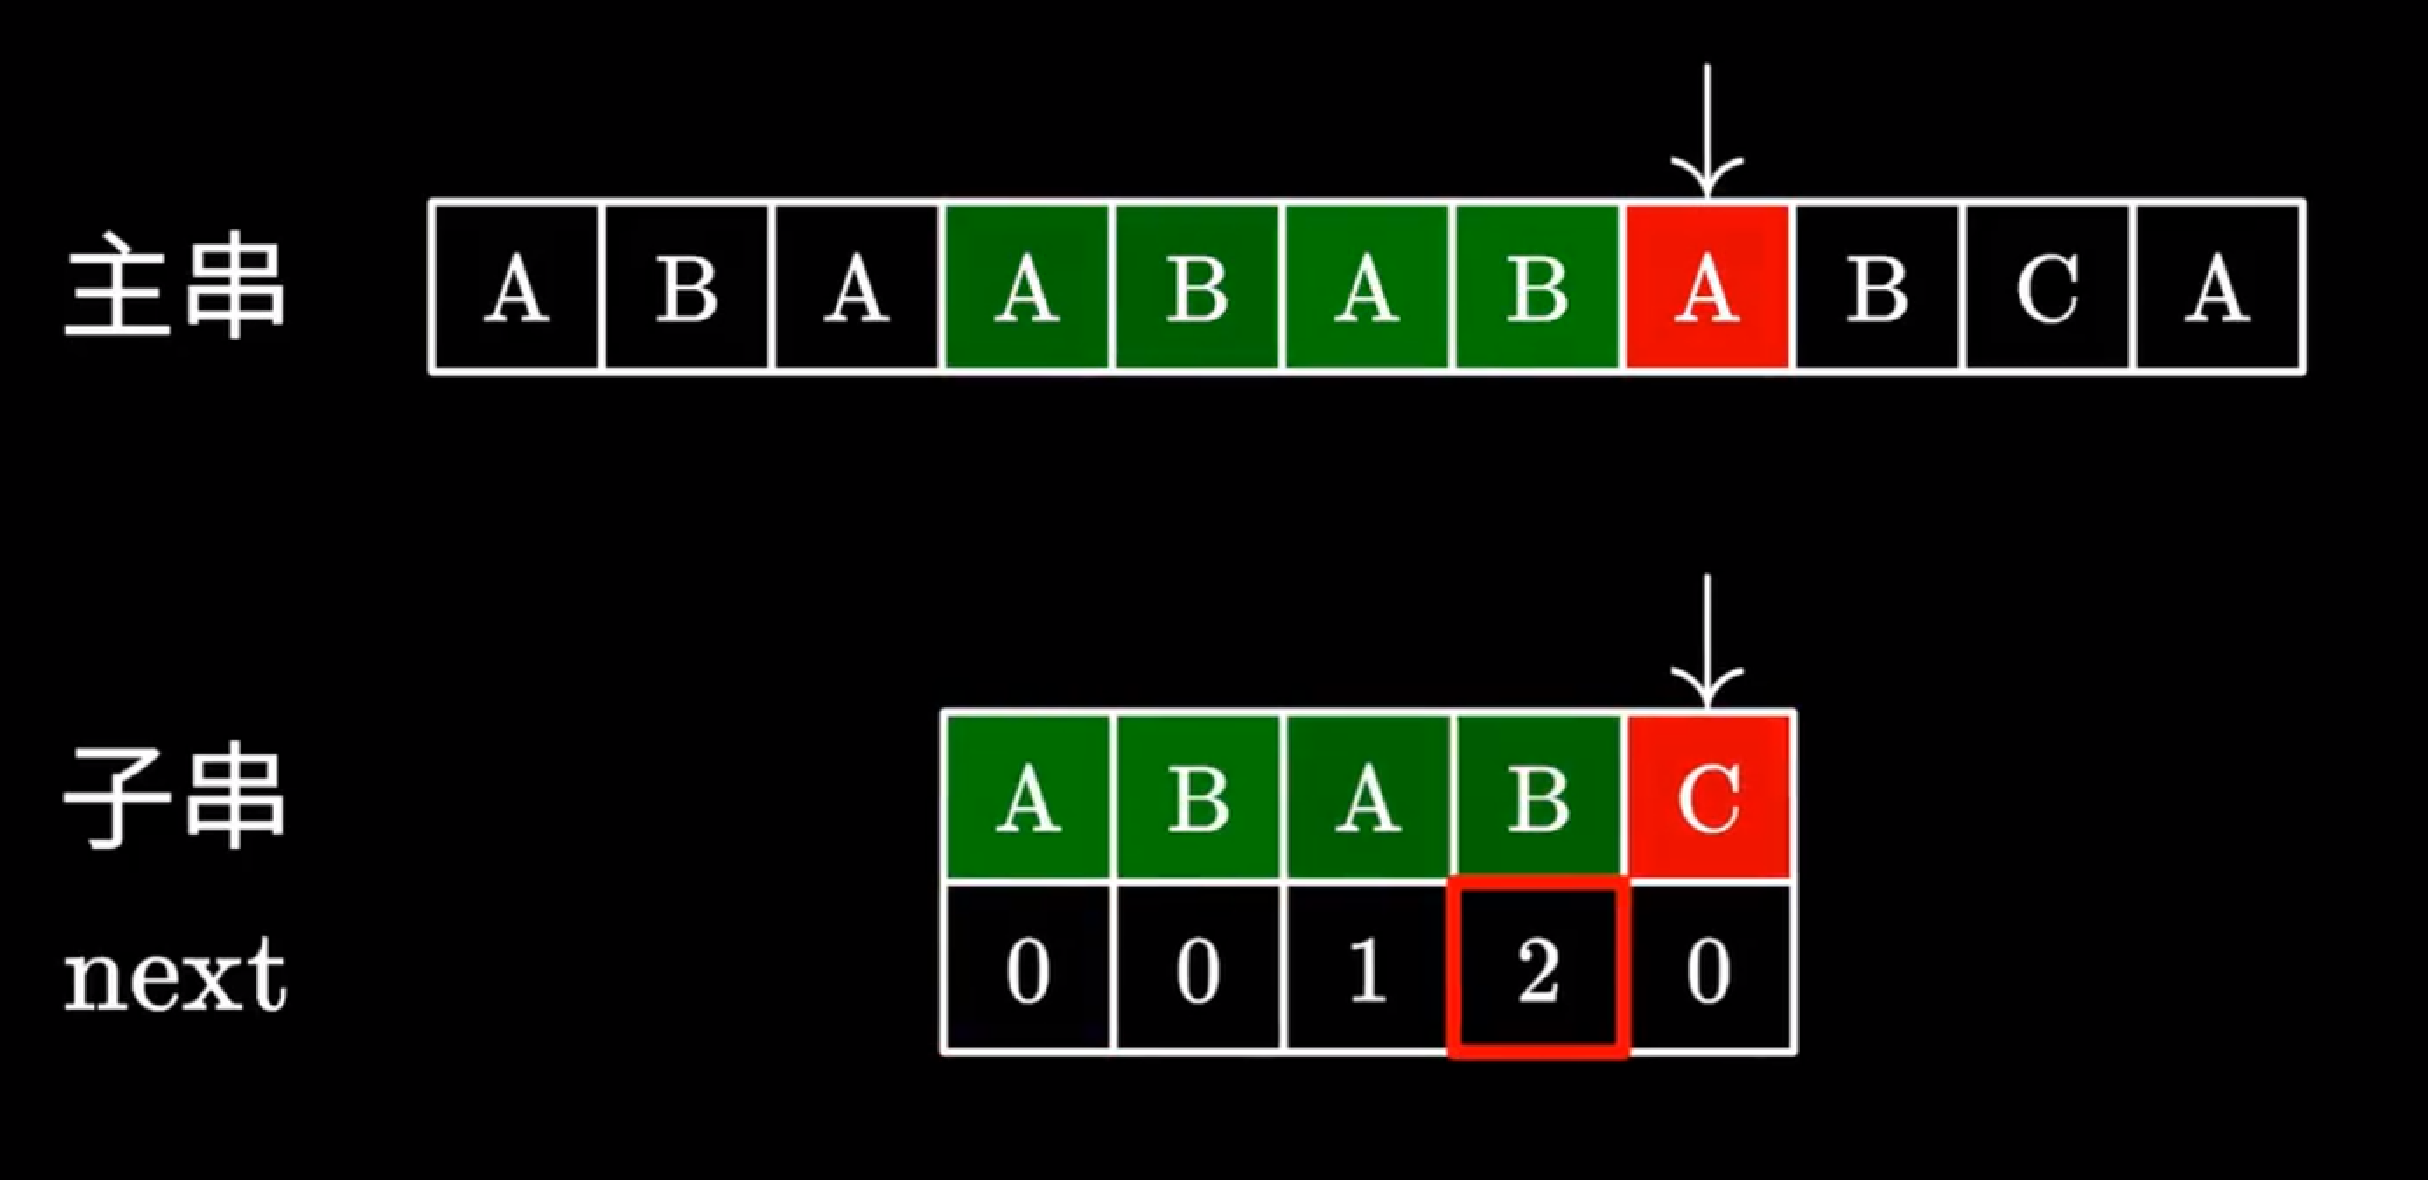 主串 A B A A B A B A B C A
子串 A B A B C
next 0 0 1 2 0